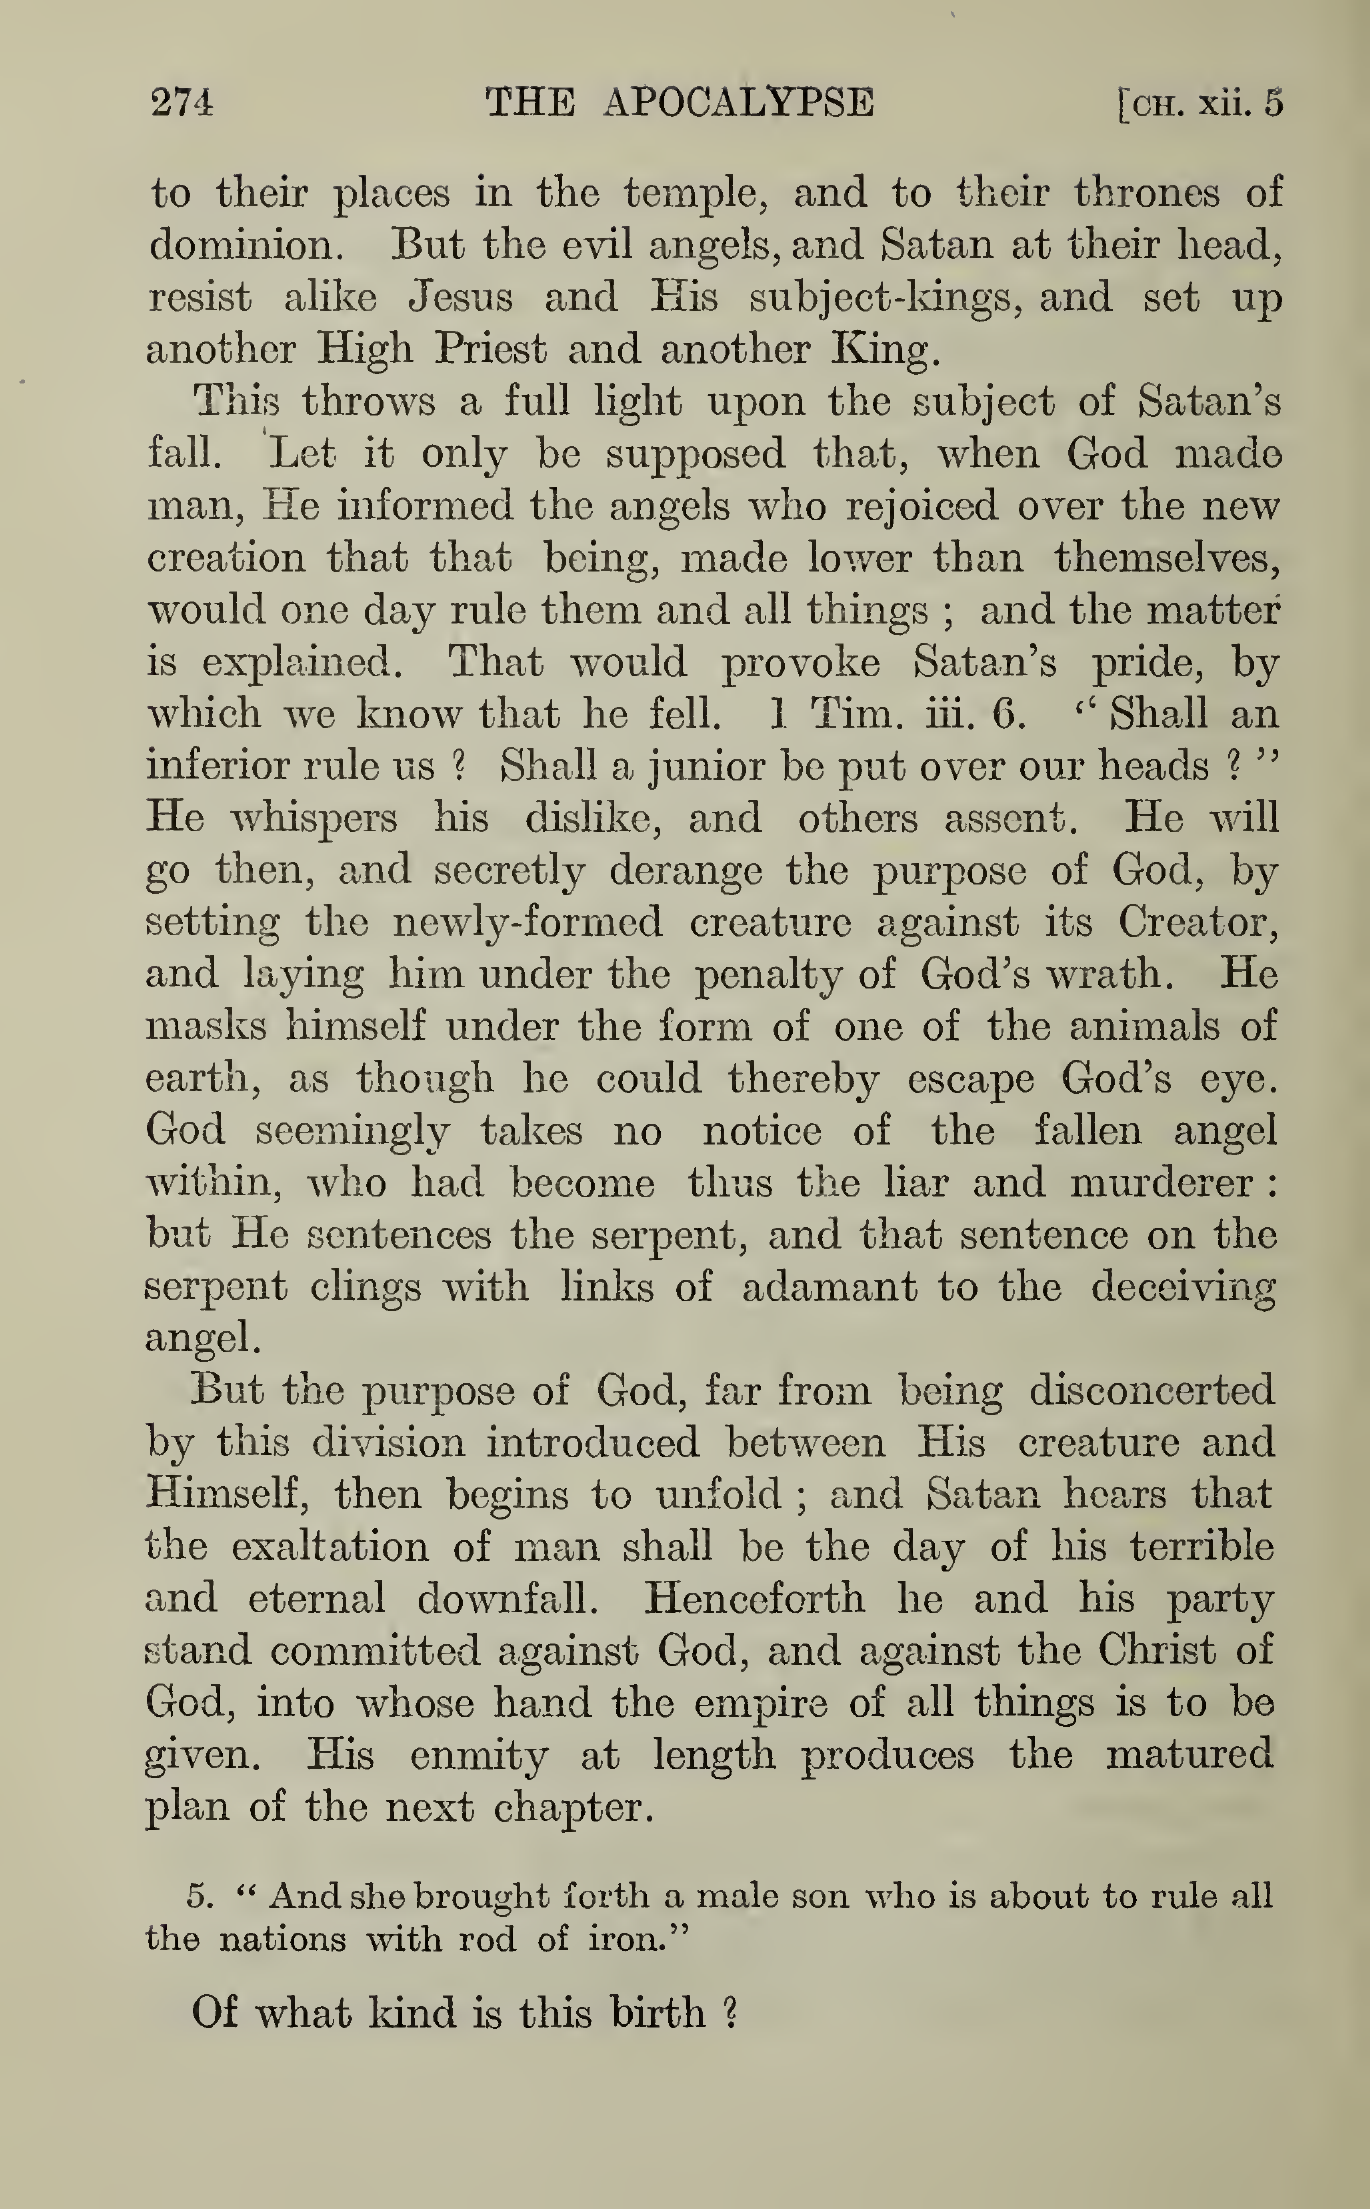 274 THE APOCALYPSE [CH. xii. 5
to their places in the temple, and to their thrones of
dominion. But the evil angels, and Satan at their head,
resist alike Jesus and His subject-kings, and set up
another High Priest and another King.
This throws a full light upon the subject of Satan's
fall. Let it only be supposed that, when God made
man, He informed the angels who rejoiced over the new
creation that that being, made lower than themselves,
would one day rule them and all things ; and the matter
is explained. That would provoke Satan's pride, by
which we know that he fell. 1 Tim. iii. 6. “ Shall an
inferior rule us ? Shall a junior be put over our heads ? ”
He whispers his dislike, and others assent. He will
go then, and secretly derange the purpose of God, by
setting the newly-formed creature against its Creator,
and laying him under the penalty of God's wrath. He
masks himself under the form of one of the animals of
earth, as though he could thereby escape God's eye.
God seemingly takes no notice of the fallen angel
within, who had become thus the liar and murderer :
but He sentences the serpent, and that sentence on the
serpent clings with links of adamant to the deceiving
angel.
But the purpose of God, far from being disconcerted
by this division introduced between His creature and
Himself, then begins to unfold ; and Satan hears that
the exaltation of man shall be the day of his terrible
and eternal downfall. Henceforth he and his party
stand committed against God, and against the Christ of
God, into whose hand the empire of all things is to be
given. His enmity at length produces the matured
plan of the next chapter.
5. “ And she brought forth a male son who is about to rule all
the nations with rod of iron.”
Of what kind is this birth ?